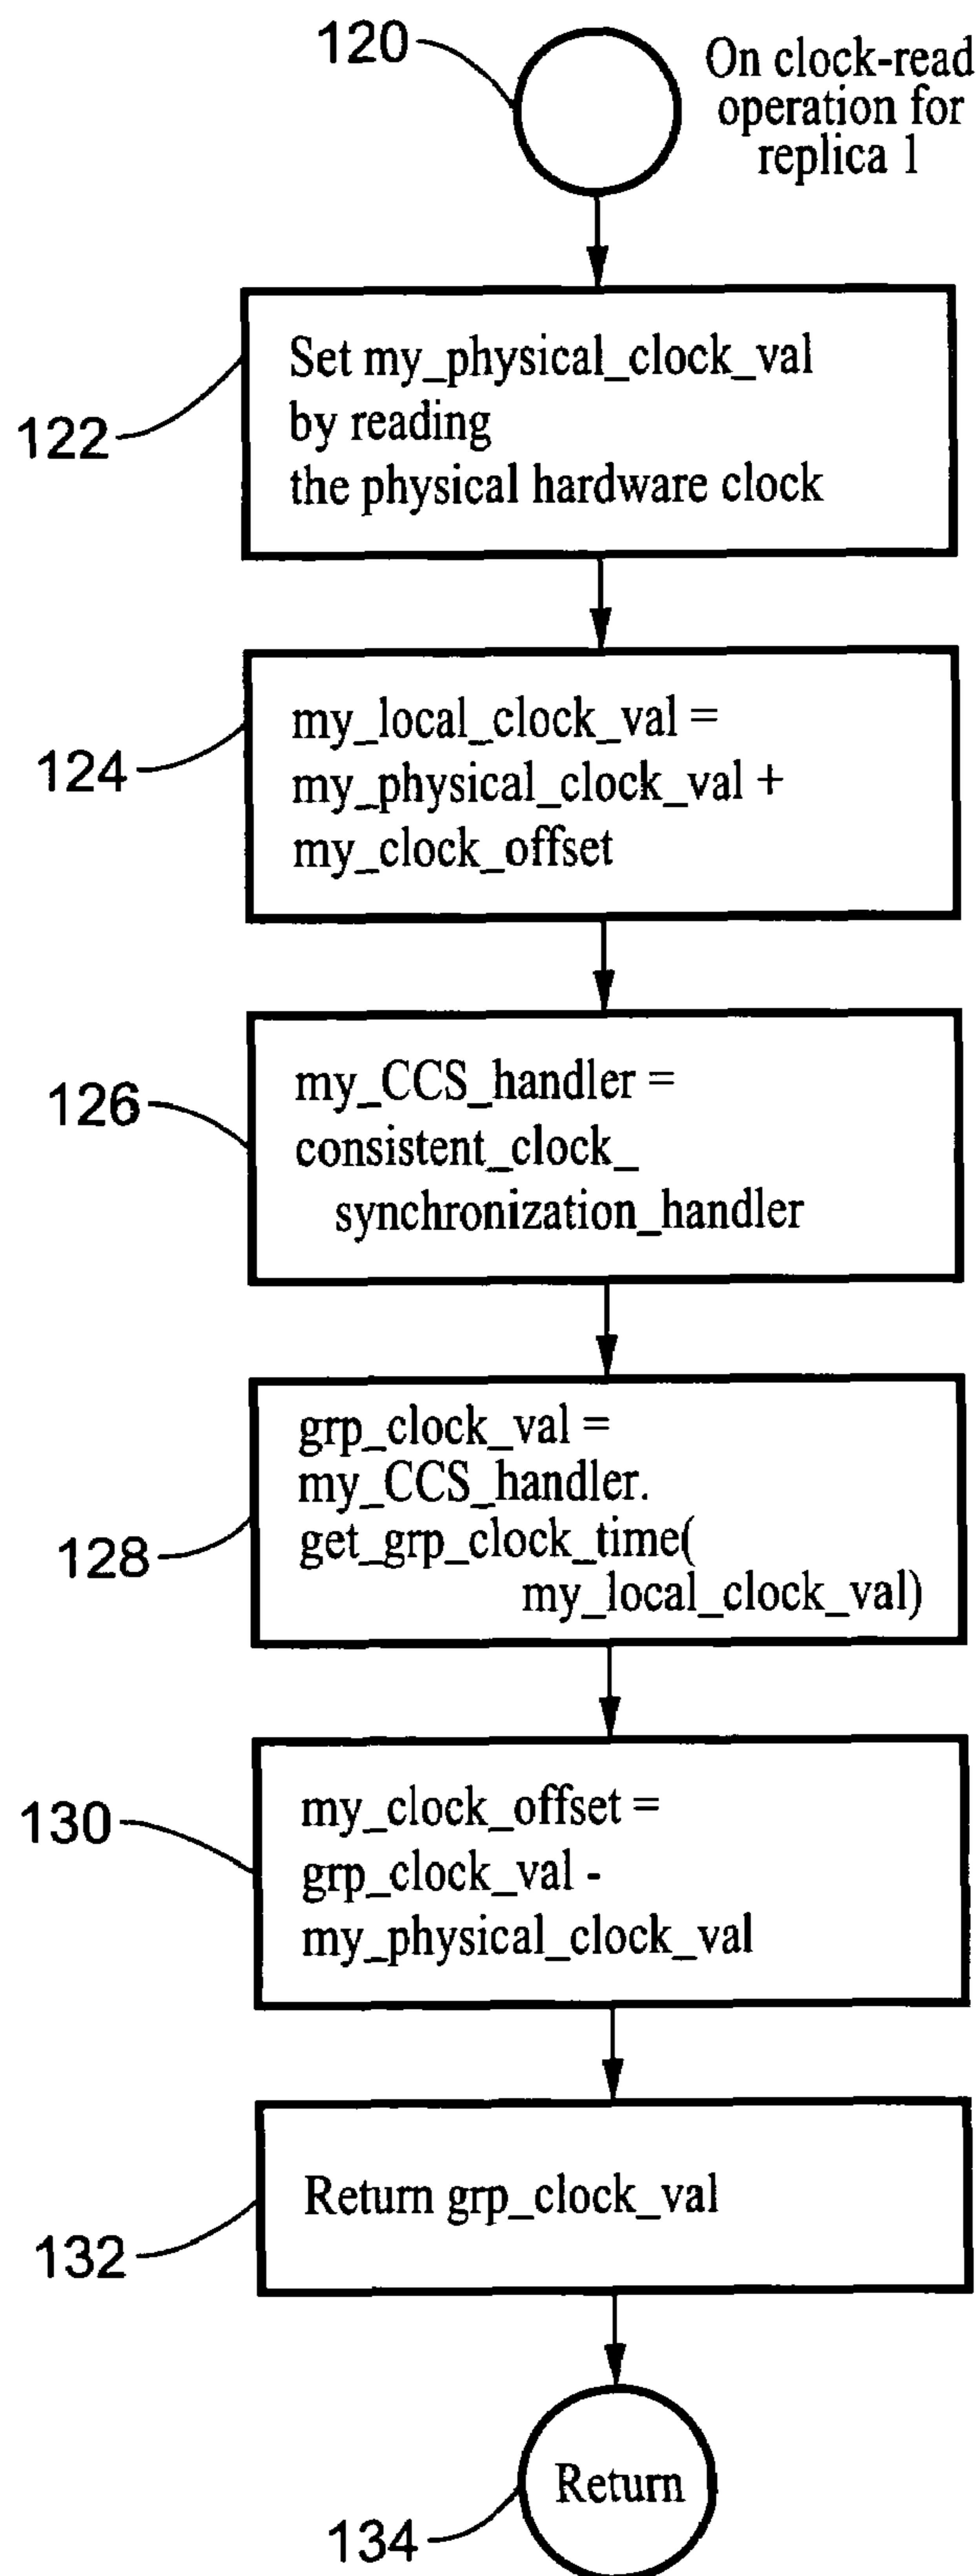 120
On clock-read
operation for
replica 1
122
Set my_physical_clock_val
by reading
the physical hardware clock
124
my_local_clock_val =
my_physical_clock_val +
my_clock_offset
126
my_CCS_handler =
consistent_clock_
synchronization_handler
128
grp_clock_val =
my_CCS_handler.
get_grp_clock_time(
my_local_clock_val)
130
my_clock_offset =
grp_clock_val -
my_physical_clock_val
132
Return grp_clock_val
134
Return